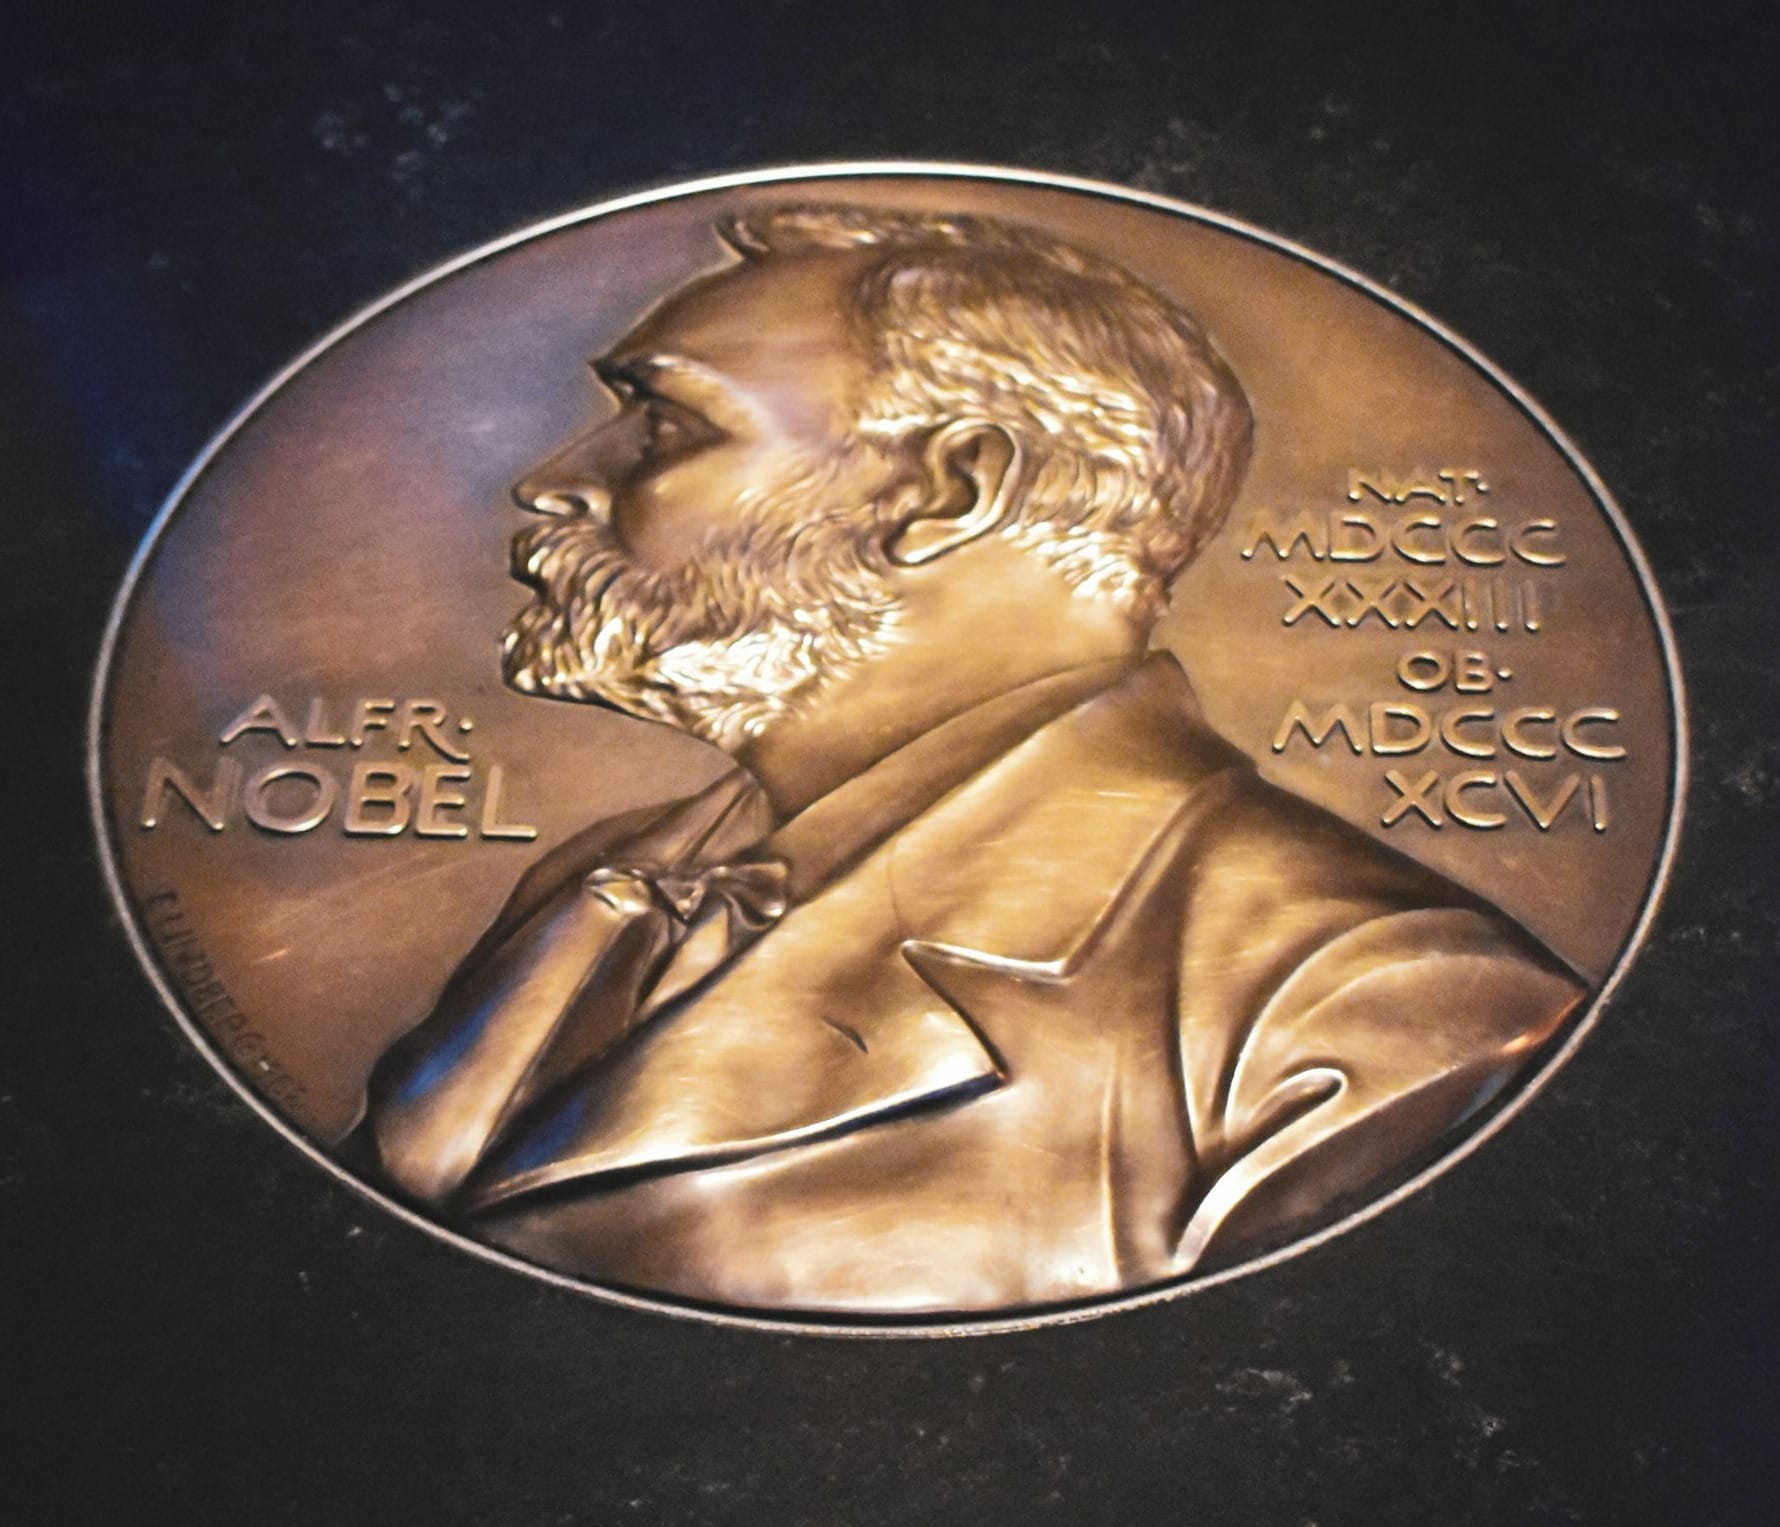 ALFR·
NOBEL
NAT·
MDCCC
XXXIII
OB·
MDCCC
XCVI